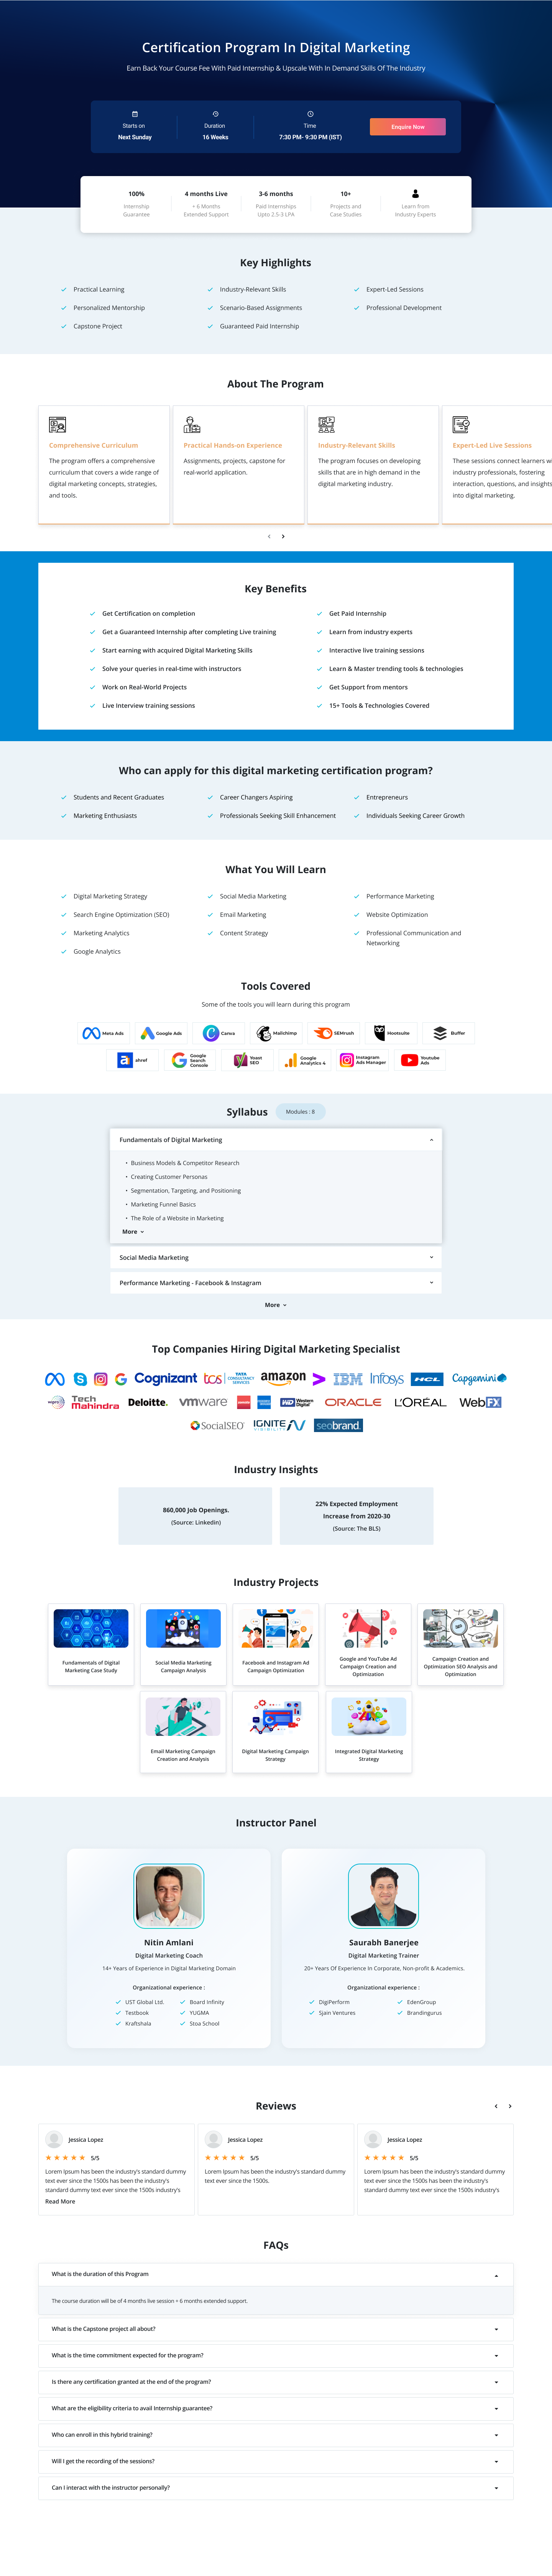 Certification Program In Digital Marketing
Earn Back Your Course Fee With Paid Internship & Upscale With In Demand Skills Of The Industry
Starts on
Next Sunday
Duration
16 Weeks
Time
7:30 PM- 9:30 PM (IST)
Enquire Now
100%
Internship
Guarantee
4 months Live
+ 6 Months
Extended Support
3-6 months
Paid Internships
Upto 2.5-3 LPA
10+
Projects and
Case Studies
Learn from
Industry Experts
Key Highlights
Practical Learning
Industry-Relevant Skills
Expert-Led Sessions
Personalized Mentorship
Scenario-Based Assignments
Professional Development
Capstone Project
Guaranteed Paid Internship
About The Program
Comprehensive Curriculum
The program offers a comprehensive
curriculum that covers a wide range of
digital marketing concepts, strategies,
and tools.
Practical Hands-on Experience
Assignments, projects, capstone for
real-world application.
Industry-Relevant Skills
The program focuses on developing
skills that are in high demand in the
digital marketing industry.
Expert-Led Live Sessions
These sessions connect learners wi
industry professionals, fostering
interaction, questions, and insights
into digital marketing.
Key Benefits
Get Certification on completion
Get Paid Internship
Get a Guaranteed Internship after completing Live training
Learn from industry experts
Start earning with acquired Digital Marketing Skills
Interactive live training sessions
Solve your queries in real-time with instructors
Learn & Master trending tools & technologies
Work on Real-World Projects
Get Support from mentors
Live Interview training sessions
15+ Tools & Technologies Covered
Who can apply for this digital marketing certification program?
Students and Recent Graduates
Career Changers Aspiring
Entrepreneurs
Marketing Enthusiasts
Professionals Seeking Skill Enhancement
Individuals Seeking Career Growth
What You Will Learn
Digital Marketing Strategy
Social Media Marketing
Performance Marketing
Search Engine Optimization (SEO)
Email Marketing
Website Optimization
Marketing Analytics
Content Strategy
Professional Communication and
Networking
Google Analytics
Tools Covered
Some of the tools you will learn during this program
Meta Ads
Google Ads
Canva
Mailchimp
SEMrush
Hootsuite
Buffer
ahref
Google
Search
Console
Yoast
SEO
Google
Analytics 4
Instagram
Ads Manager
Youtube
Ads
Syllabus
Modules : 8
Fundamentals of Digital Marketing
• Business Models & Competitor Research
• Creating Customer Personas
• Segmentation, Targeting, and Positioning
• Marketing Funnel Basics
• The Role of a Website in Marketing
More
Social Media Marketing
Performance Marketing - Facebook & Instagram
More
Top Companies Hiring Digital Marketing Specialist
Cognizant
tcs
TATA
CONSULTANCY
SERVICES
amazon
IBM
Infosys
HCL
Capgemini
wipro
Tech
Mahindra
Deloitte.
vmware
WD
Western
Digital
ORACLE
L'ORÉAL
WebFX
SocialSEO
IGNITE
VISIBILITY
seobrand
Industry Insights
860,000 Job Openings.
(Source: Linkedin)
22% Expected Employment
Increase from 2020-30
(Source: The BLS)
Industry Projects
Fundamentals of Digital
Marketing Case Study
Social Media Marketing
Campaign Analysis
Facebook and Instagram Ad
Campaign Optimization
Google and YouTube Ad
Campaign Creation and
Optimization
Campaign Creation and
Optimization SEO Analysis and
Optimization
Email Marketing Campaign
Creation and Analysis
Digital Marketing Campaign
Strategy
Integrated Digital Marketing
Strategy
Instructor Panel
Nitin Amlani
Digital Marketing Coach
14+ Years of Experience in Digital Marketing Domain
Organizational experience :
UST Global Ltd.
Board Infinity
Testbook
YUGMA
Kraftshala
Stoa School
Saurabh Banerjee
Digital Marketing Trainer
20+ Years Of Experience In Corporate, Non-profit & Academics.
Organizational experience :
DigiPerform
EdenGroup
Sjain Ventures
Brandingurus
Reviews
Jessica Lopez
5/5
Lorem Ipsum has been the industry's standard dummy
text ever since the 1500s has been the industry's
standard dummy text ever since the 1500s industry's
Read More
Jessica Lopez
5/5
Lorem Ipsum has been the industry's standard dummy
text ever since the 1500s.
Jessica Lopez
5/5
Lorem Ipsum has been the industry's standard dummy
text ever since the 1500s has been the industry's
standard dummy text ever since the 1500s industry's
FAQs
What is the duration of this Program
The course duration will be of 4 months live session + 6 months extended support.
What is the Capstone project all about?
What is the time commitment expected for the program?
Is there any certification granted at the end of the program?
What are the eligibility criteria to avail Internship guarantee?
Who can enroll in this hybrid training?
Will I get the recording of the sessions?
Can I interact with the instructor personally?